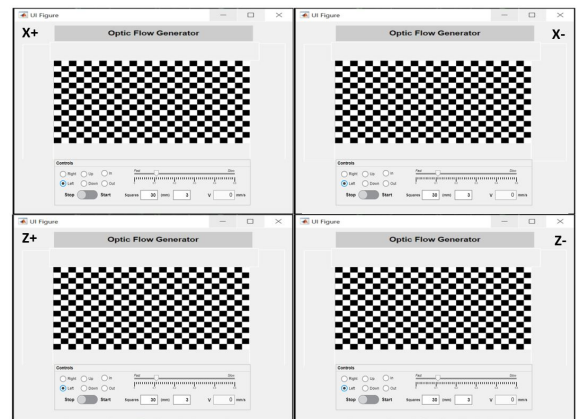 UI Figure
X+
Optic Flow Generator
Controls
Right Up In
Fast Slow
Left Down Out
Stop Start Squares 30 (mm) 3 V 0 mm/s
UI Figure
X-
Optic Flow Generator
Controls
Right Up In
Fast Slow
Left Down Out
Stop Start Squares 30 (mm) 3 V 0 mm/s
UI Figure
Z+
Optic Flow Generator
Controls
Right Up In
Fast Slow
Left Down Out
Stop Start Squares 30 (mm) 3 V 0 mm/s
UI Figure
Z-
Optic Flow Generator
Controls
Right Up In
Fast Slow
Left Down Out
Stop Start Squares 30 (mm) 3 V 0 mm/s